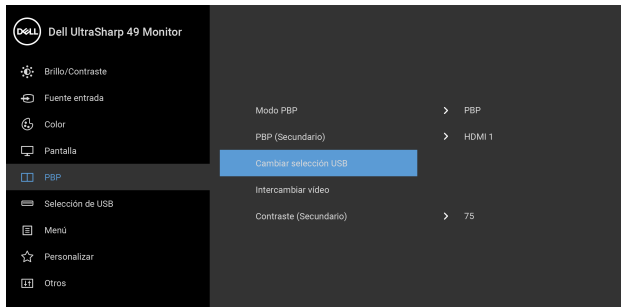 DELL Dell UltraSharp 49 Monitor
Brillo/Contraste
Fuente entrada
Color
Pantalla
PBP
Selección de USB
Menú
Personalizar
Otros
Modo PBP > PBP
PBP (Secundario) > HDMI 1
Cambiar selección USB
Intercambiar vídeo
Contraste (Secundario) > 75